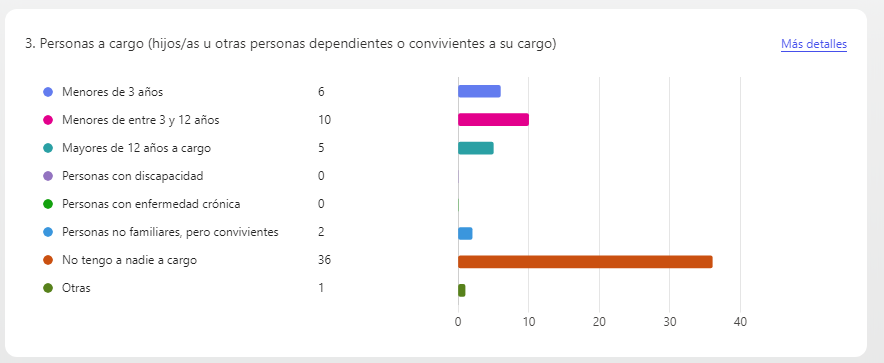 3. Personas a cargo (hijos/as u otras personas dependientes o convivientes a su cargo)
Más detalles
Menores de 3 años 6
Menores de entre 3 y 12 años 10
Mayores de 12 años a cargo 5
Personas con discapacidad 0
Personas con enfermedad crónica 0
Personas no familiares, pero convivientes 2
No tengo a nadie a cargo 36
Otras 1
0 10 20 30 40